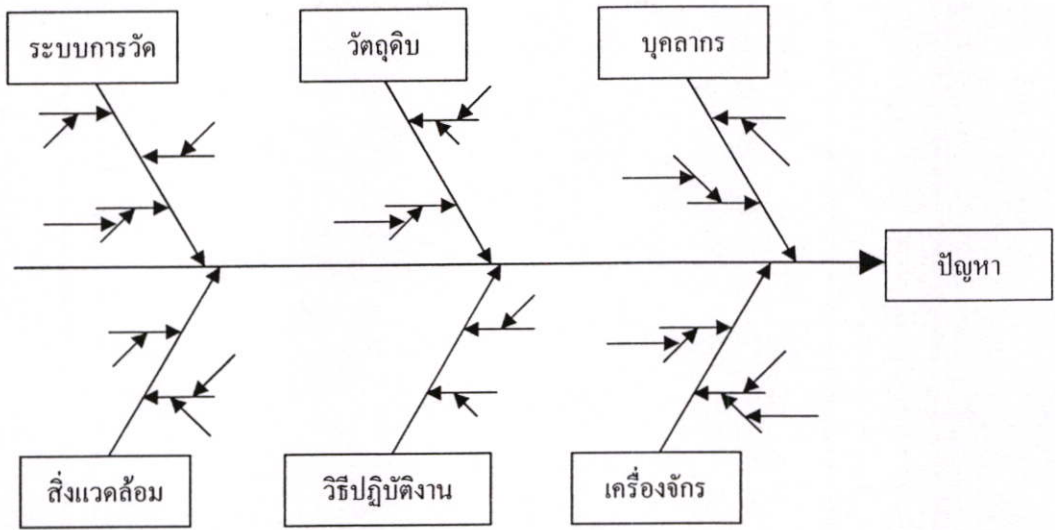 ระบบการวัด
วัตถุดิบ
บุคลากร
ปัญหา
สิ่งแวดล้อม
วิธีปฏิบัติงาน
เครื่องจักร